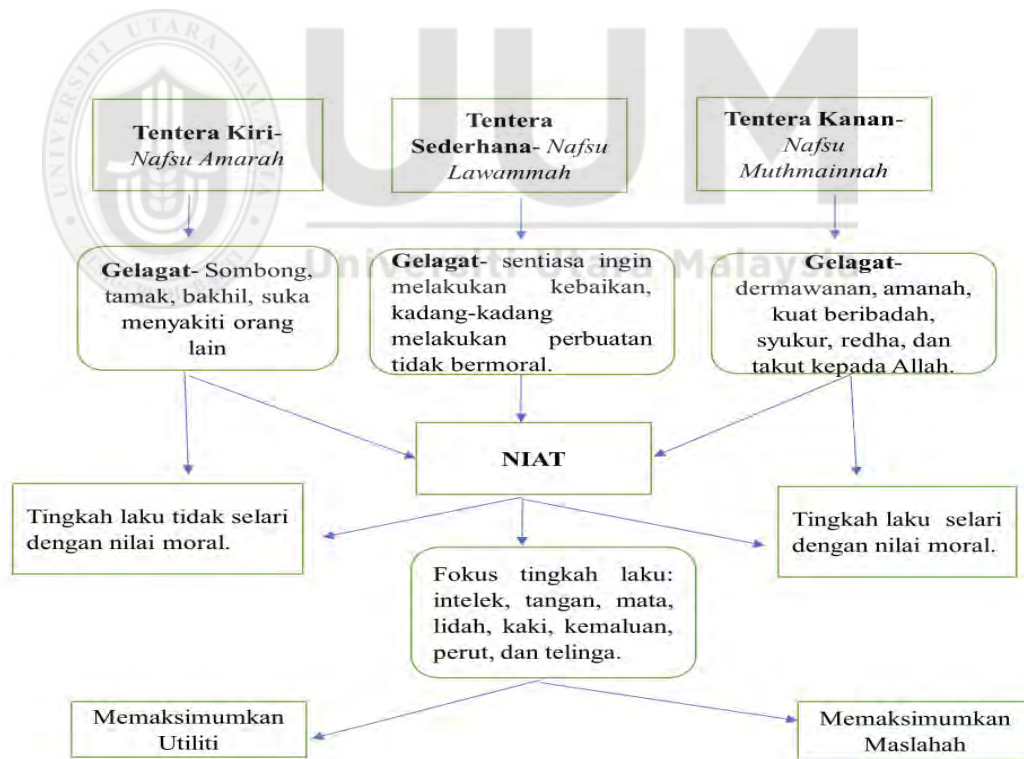 UUM
Universiti Utara Malaysia
UNIVERSITI UTARA MALAYSIA
Tentera Kiri-
Nafsu Amarah
Tentera
Sederhana- Nafsu
Lawammah
Tentera Kanan-
Nafsu
Muthmainnah
Gelagat- Sombong,
tamak, bakhil, suka
menyakiti orang
lain
Gelagat- sentiasa ingin
melakukan kebaikan,
kadang-kadang
melakukan perbuatan
tidak bermoral.
Gelagat-
dermawanan, amanah,
kuat beribadah,
syukur, redha, dan
takut kepada Allah.
NIAT
Tingkah laku tidak selari
dengan nilai moral.
Tingkah laku selari
dengan nilai moral.
Fokus tingkah laku:
intelek, tangan, mata,
lidah, kaki, kemaluan,
perut, dan telinga.
Memaksimumkan
Utiliti
Memaksimumkan
Maslahah